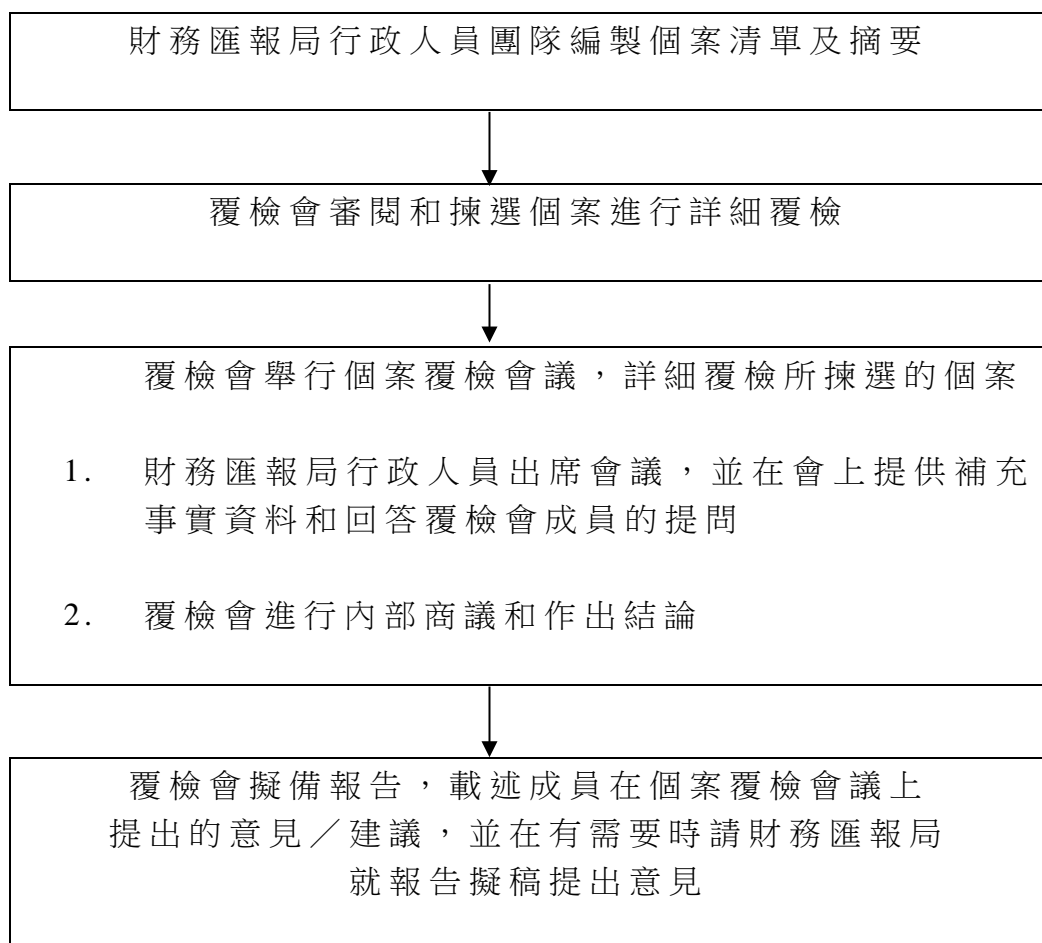 財務匯報局行政人員團隊編製個案清單及摘要
覆檢會審閱和揀選個案進行詳細覆檢
覆檢會舉行個案覆檢會議，詳細覆檢所揀選的個案
1. 財務匯報局行政人員出席會議，並在會上提供補充
事實資料和回答覆檢會成員的提問
2. 覆檢會進行內部商議和作出結論
覆檢會擬備報告，載述成員在個案覆檢會議上
提出的意見／建議，並在有需要時請財務匯報局
就報告擬稿提出意見